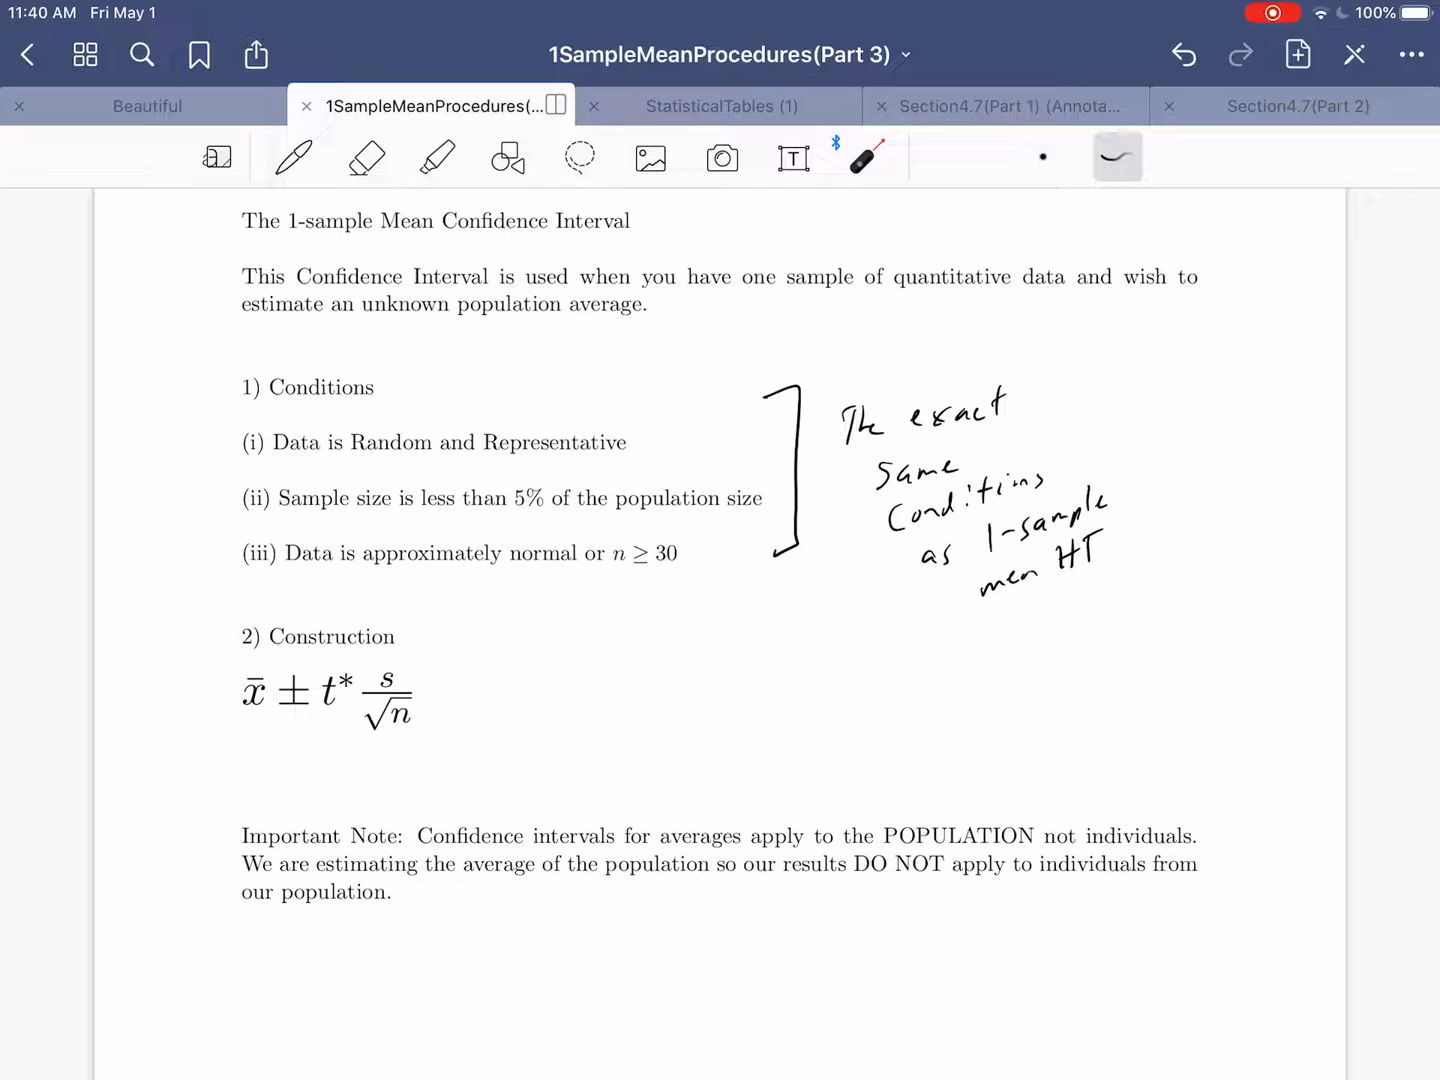 11:40 AM Fri May 1
100%
1SampleMeanProcedures(Part 3)
Beautiful
1SampleMeanProcedures(...
StatisticalTables (1)
Section4.7(Part 1) (Annota...
Section4.7(Part 2)
The 1-sample Mean Confidence Interval
This Confidence Interval is used when you have one sample of quantitative data and wish to
estimate an unknown population average.
1) Conditions
(i) Data is Random and Representative
(ii) Sample size is less than 5% of the population size
(iii) Data is approximately normal or n ≥ 30
The exact
same
Conditions
as 1-sample
mean HT
2) Construction
x̄ ± t* s/√n
Important Note: Confidence intervals for averages apply to the POPULATION not individuals.
We are estimating the average of the population so our results DO NOT apply to individuals from
our population.